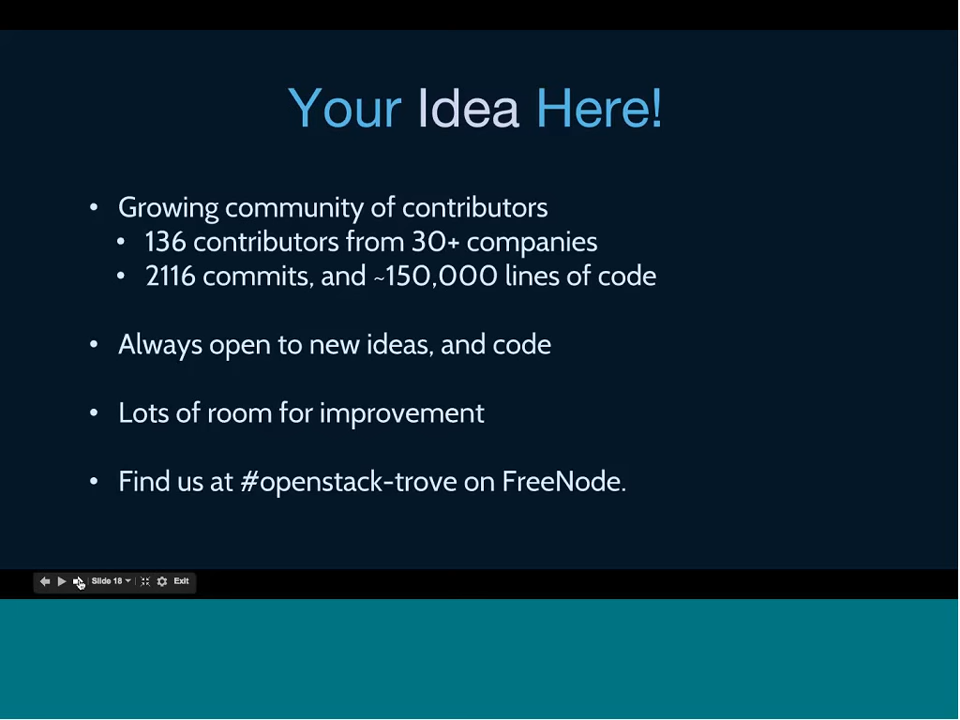 Your Idea Here!
• Growing community of contributors
• 136 contributors from 30+ companies
• 2116 commits, and ~150,000 lines of code
• Always open to new ideas, and code
• Lots of room for improvement
• Find us at #openstack-trove on FreeNode.
Slide 18 Exit